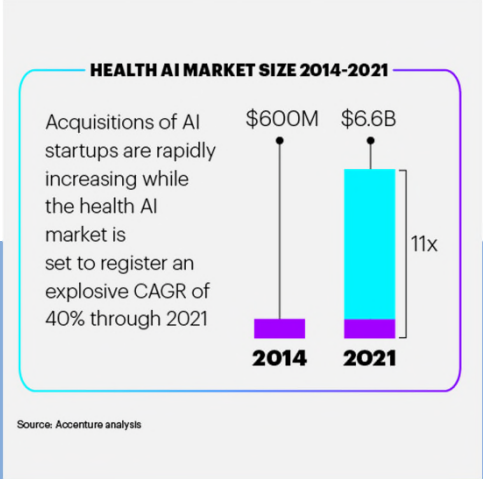 HEALTH AI MARKET SIZE 2014-2021
Acquisitions of AI
startups are rapidly
increasing while
the health AI
market is
set to register an
explosive CAGR of
40% through 2021
$600M $6.6B
11x
2014 2021
Source: Accenture analysis